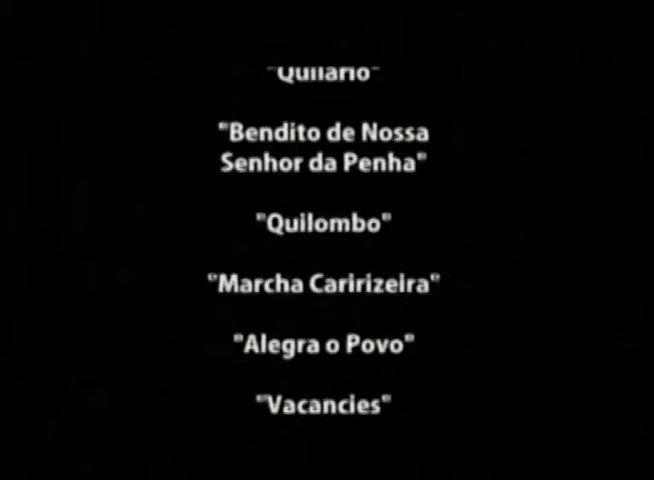 "Bendito de Nossa
Senhor da Penha"
"Quilombo"
"Marcha Caririzeira"
"Alegra o Povo"
"Vacancies"